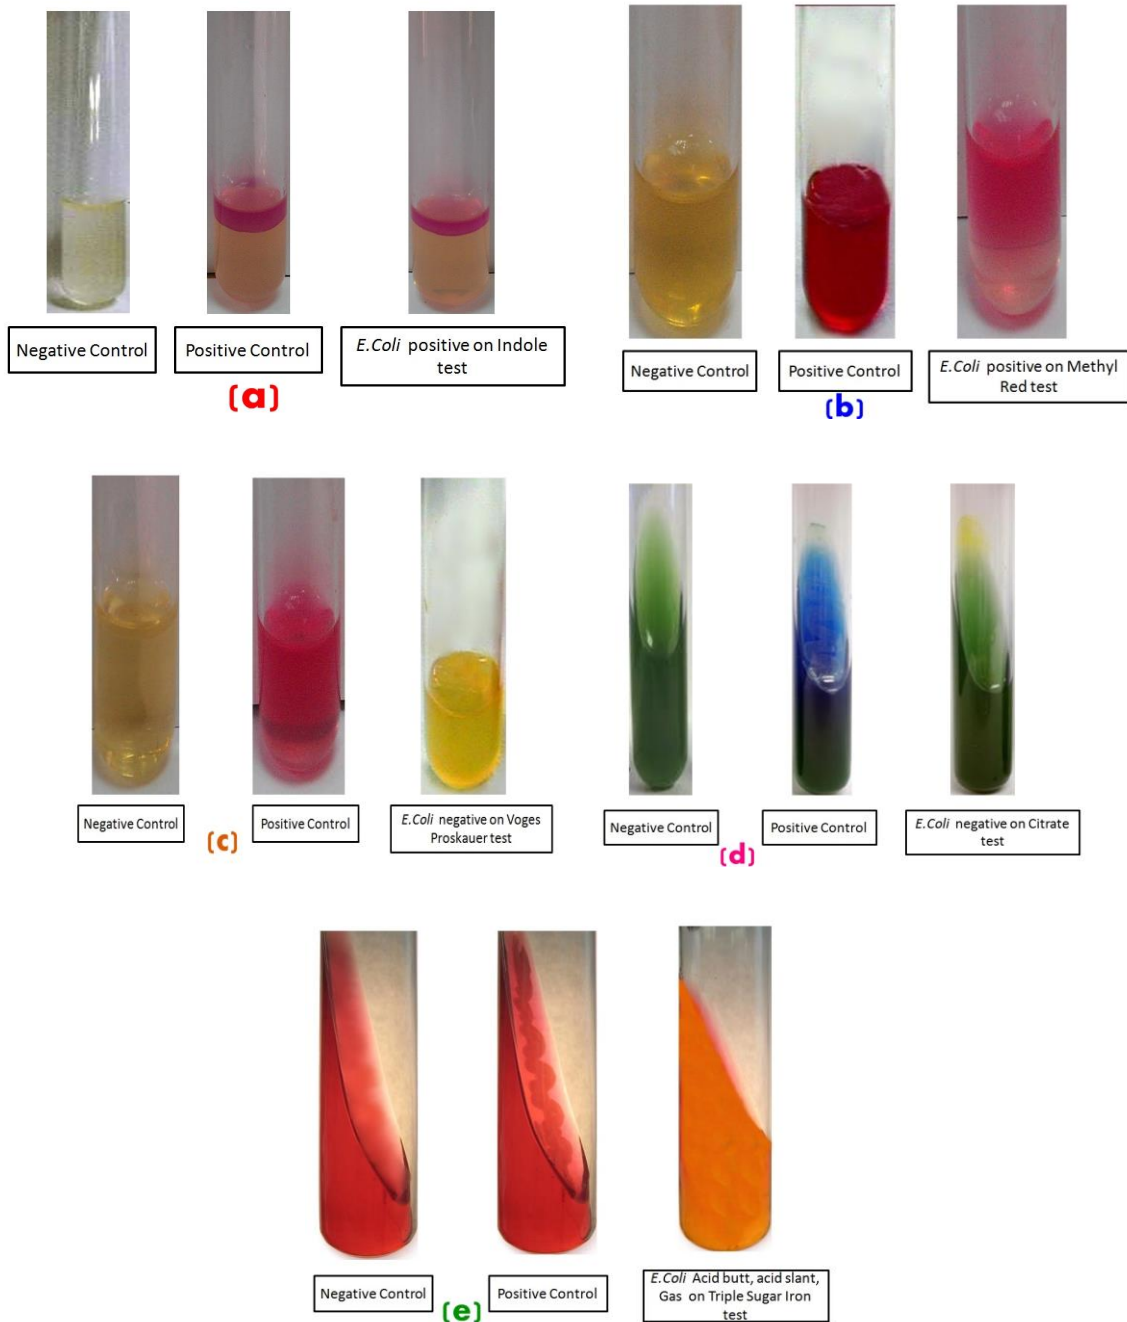 Negative Control
Positive Control
E.Coli positive on Indole
test
(a)
Negative Control
Positive Control
E.Coli positive on Methyl
Red test
(b)
Negative Control
Positive Control
E.Coli negative on Voges
Proskauer test
(c)
Negative Control
Positive Control
E.Coli negative on Citrate
test
(d)
Negative Control
Positive Control
E.Coli Acid butt, acid slant,
Gas on Triple Sugar Iron
test
(e)